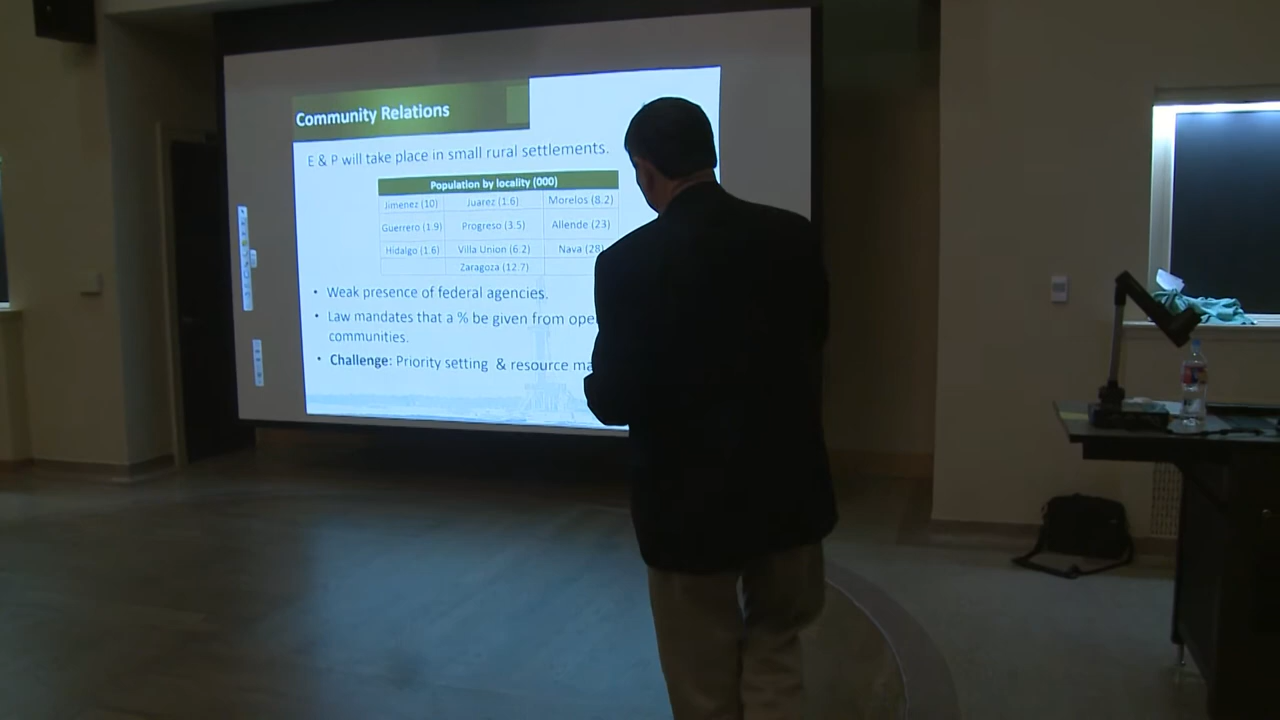 Community Relations
E & P will take place in small rural settlements.
Population by locality (000)
Jimenez (10) Juarez (1.6) Morelos (8.2)
Guerrero (1.9) Progreso (3.5) Allende (23)
Hidalgo (1.6) Villa Union (6.2) Nava (28)
Zaragoza (12.7)
• Weak presence of federal agencies.
• Law mandates that a % be given from
communities.
• Challenge: Priority setting & resource